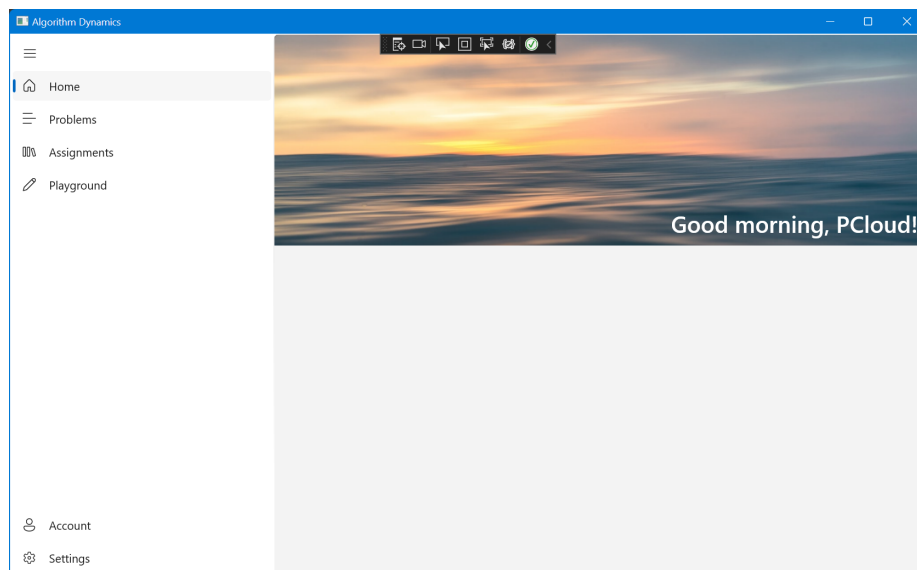 Algorithm Dynamics
Home
Problems
Assignments
Playground
Good morning, PCloud!
Account
Settings